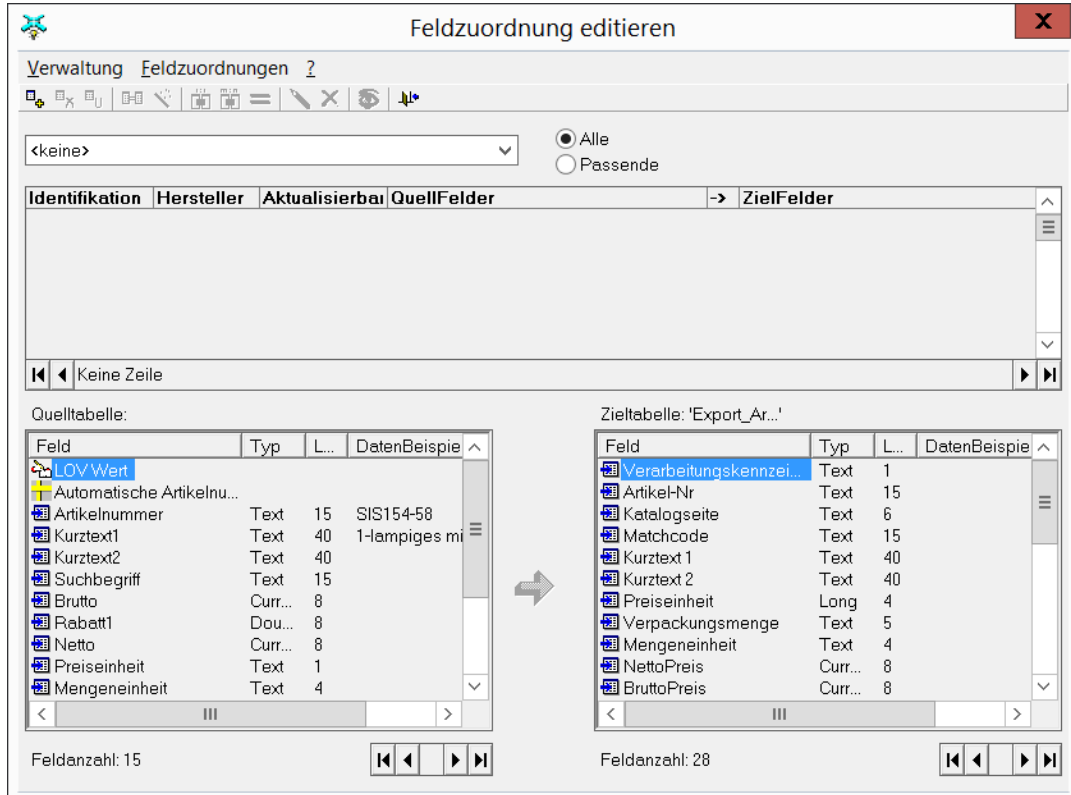 Feldzuordnung editieren
X
Verwaltung Feldzuordnungen ?
<keine>
Alle
Passende
Identifikation Hersteller Aktualisierbar QuellFelder -> ZielFelder
Keine Zeile
Quelltabelle:
Feld Typ L... DatenBeispie
LOV Wert
Automatische Artikelnu...
Artikelnummer Text 15 SIS154-58
Kurztext1 Text 40 1-lampiges mi
Kurztext2 Text 40
Suchbegriff Text 15
Brutto Curr... 8
Rabatt1 Dou... 8
Netto Curr... 8
Preiseinheit Text 1
Mengeneinheit Text 4
Feldanzahl: 15
Zieltabelle: 'Export_Ar...'
Feld Typ L... DatenBeispie
Verarbeitungskennzei... Text 1
Artikel-Nr Text 15
Katalogseite Text 6
Matchcode Text 15
Kurztext 1 Text 40
Kurztext 2 Text 40
Preiseinheit Long 4
Verpackungsmenge Text 5
Mengeneinheit Text 4
NettoPreis Curr... 8
BruttoPreis Curr... 8
Feldanzahl: 28